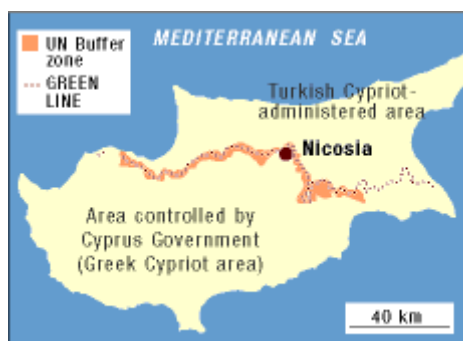 UN Buffer
zone
GREEN
LINE
MEDITERRANEAN SEA
Turkish Cypriot-
administered area
Nicosia
Area controlled by
Cyprus Government
(Greek Cypriot area)
40 km